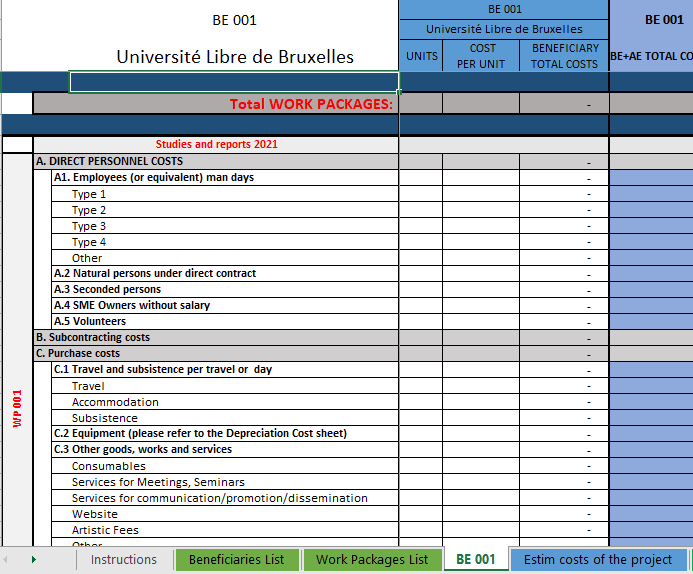 BE 001
Université Libre de Bruxelles
BE 001
Université Libre de Bruxelles
UNITS
COST PER UNIT
BENEFICIARY TOTAL COSTS
BE 001
BE+AE TOTAL CO
Total WORK PACKAGES: -
Studies and reports 2021
WP 001
A. DIRECT PERSONNEL COSTS -
A1. Employees (or equivalent) man days -
Type 1 -
Type 2 -
Type 3 -
Type 4 -
Other -
A.2 Natural persons under direct contract -
A.3 Seconded persons -
A.4 SME Owners without salary -
A.5 Volunteers -
B. Subcontracting costs -
C. Purchase costs -
C.1 Travel and subsistence per travel or day -
Travel -
Accommodation -
Subsistence -
C.2 Equipment (please refer to the Depreciation Cost sheet) -
C.3 Other goods, works and services -
Consumables -
Services for Meetings, Seminars -
Services for communication/promotion/dissemination -
Website -
Artistic Fees -
Other
Instructions
Beneficiaries List
Work Packages List
BE 001
Estim costs of the project